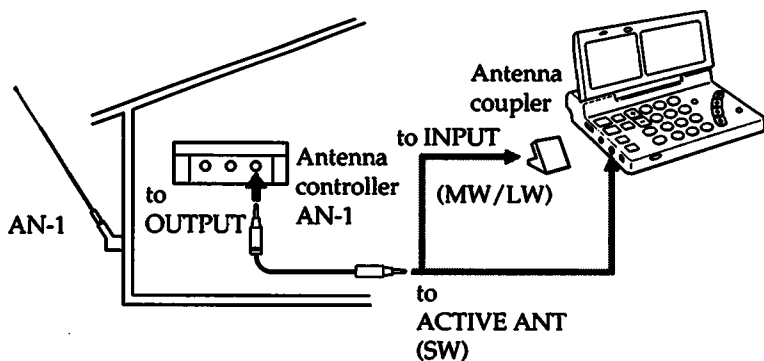 AN-1
to
OUTPUT
Antenna
controller
AN-1
to INPUT
(MW/LW)
Antenna
coupler
to
ACTIVE ANT
(SW)